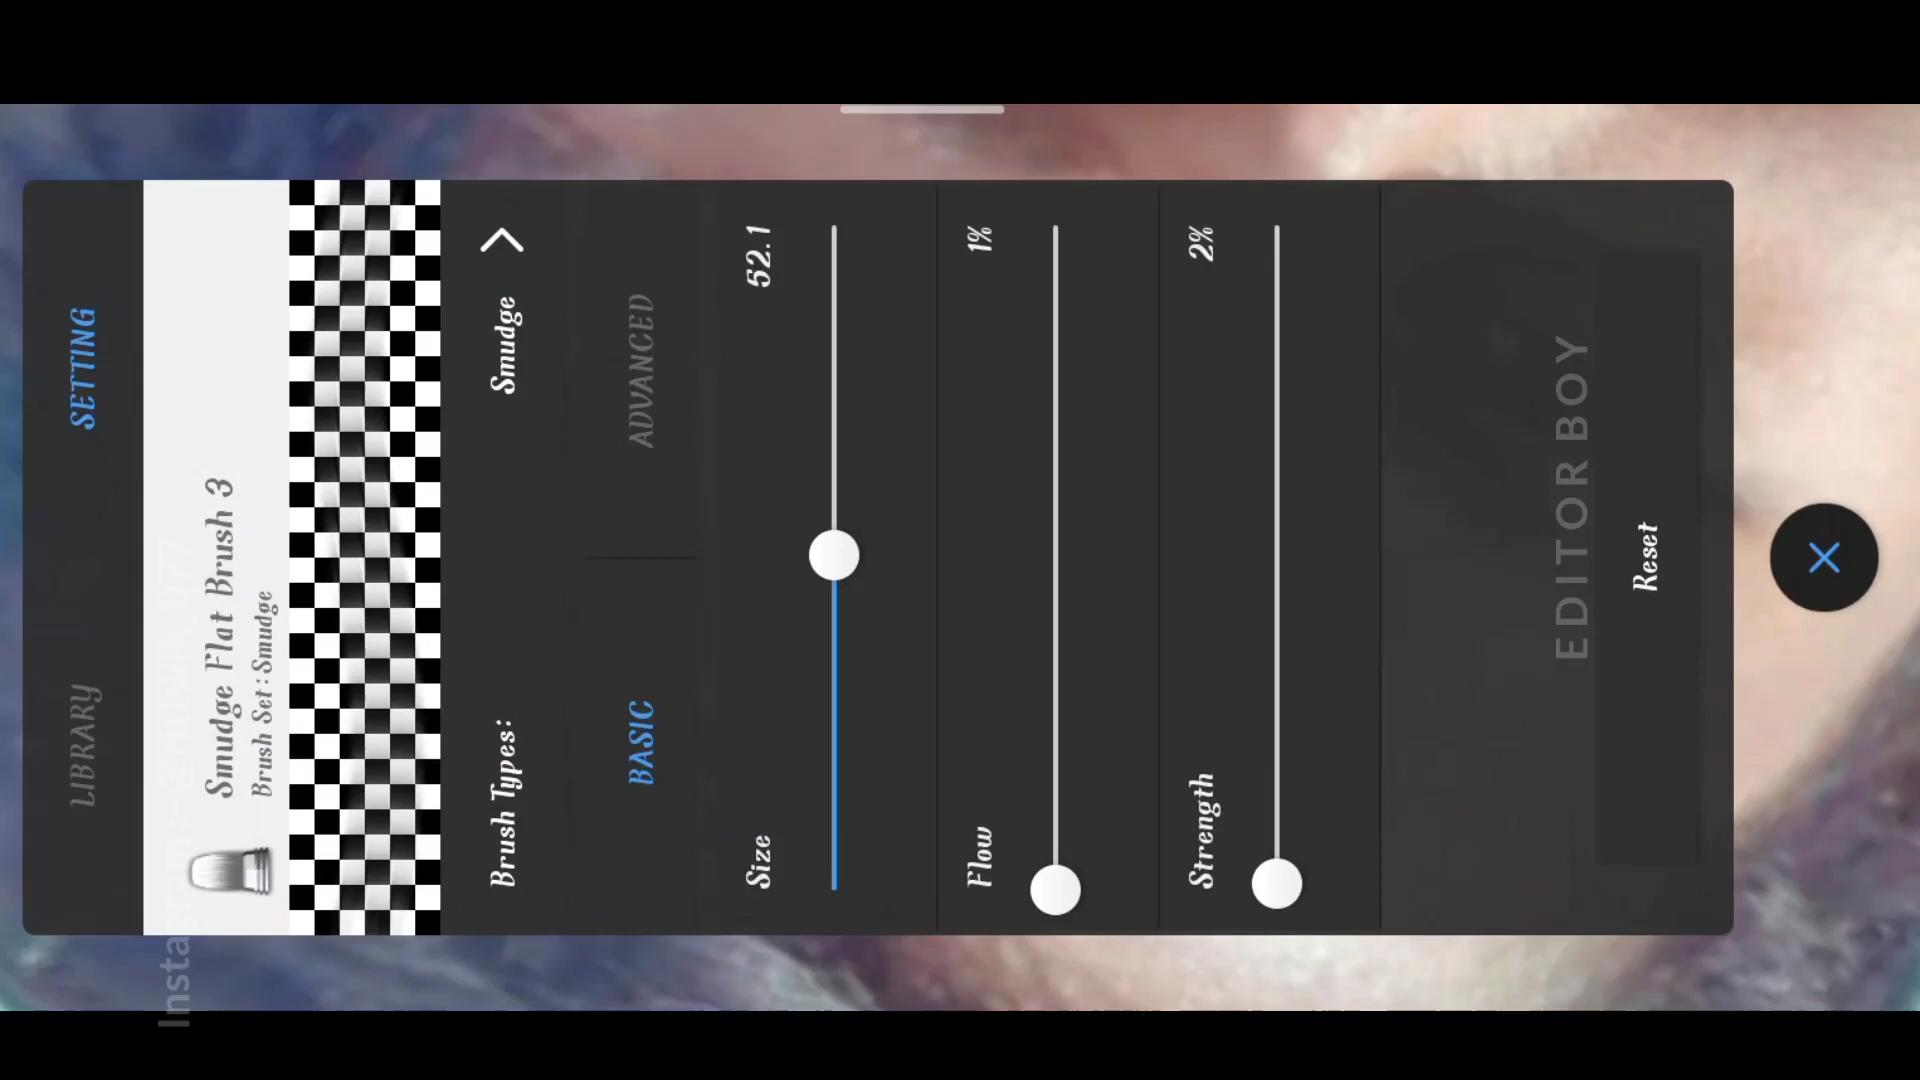 LIBRARY SETTING
Smudge Flat Brush 3
Brush Set : Smudge
Brush Types: Smudge
BASIC ADVANCED
Size 52.1
Flow 1%
Strength 2%
EDITOR BOY
Reset
Insta